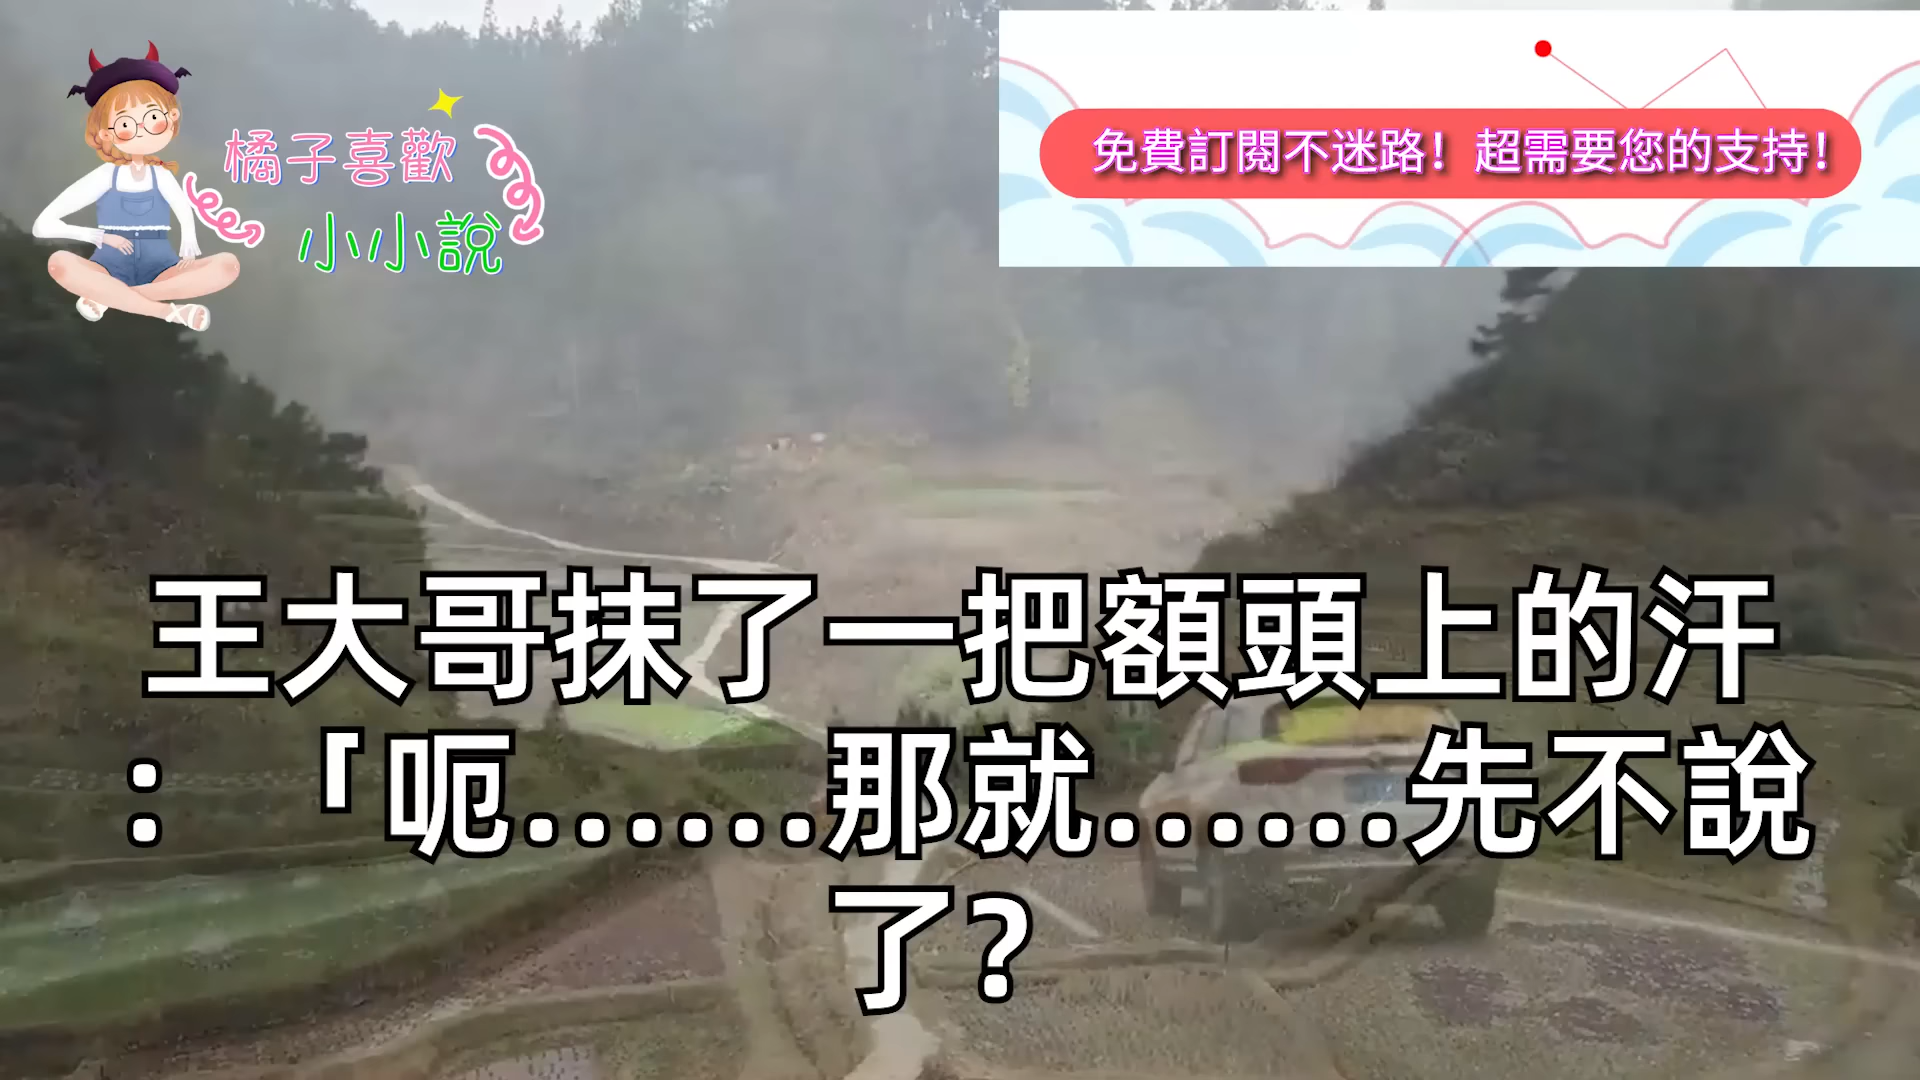 橘子喜歡
小小說
免費訂閱不迷路！超需要您的支持！
王大哥抹了一把額頭上的汗
：「呃......那就......先不說
了？